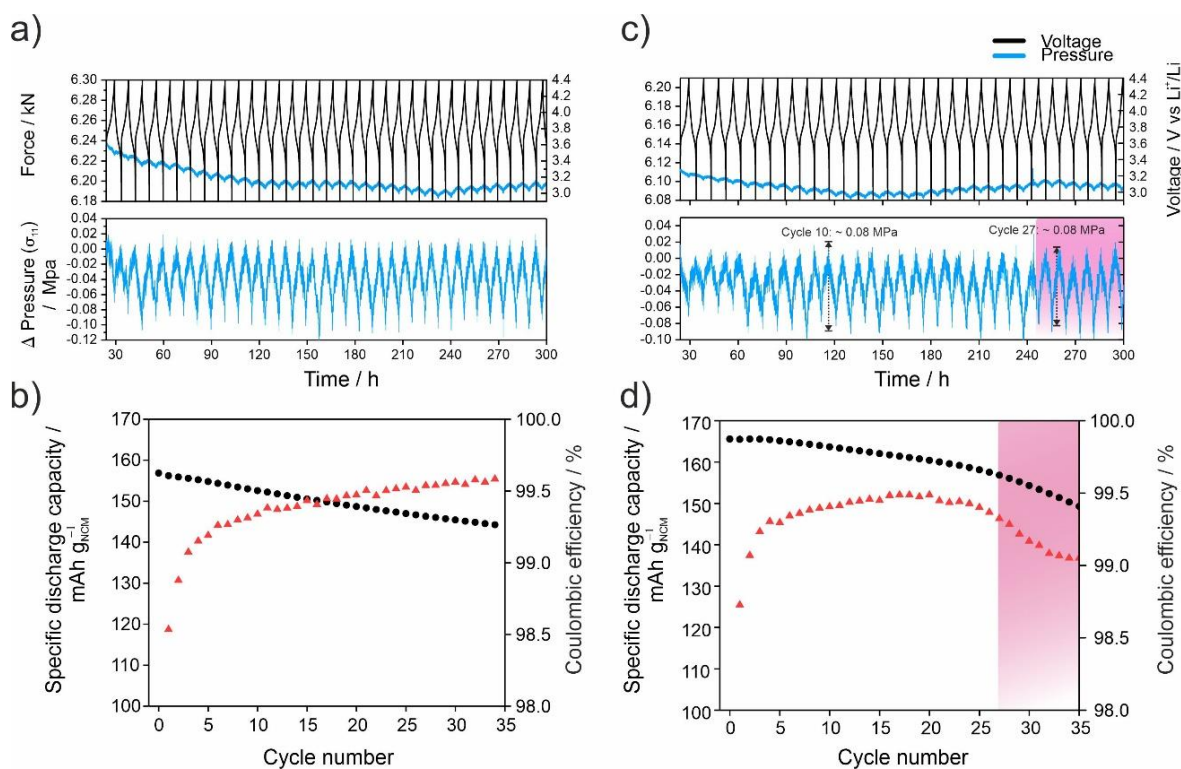 a)
Force / kN
6.30
6.28
6.26
6.24
6.22
6.20
6.18
4.4
4.2
4.0
3.8
3.6
3.4
3.2
3.0
Δ Pressure (σ₁₁)
/ Mpa
0.04
0.02
0.00
-0.02
-0.04
-0.06
-0.08
-0.10
-0.12
30 60 90 120 150 180 210 240 270 300
Time / h
c)
Voltage
Pressure
6.20
6.18
6.16
6.14
6.12
6.10
6.08
4.4
4.2
4.0
3.8
3.6
3.4
3.2
3.0
Voltage / V vs Li⁺/Li
Cycle 10: ~ 0.08 MPa
Cycle 27: ~ 0.08 MPa
0.04
0.02
0.00
-0.02
-0.04
-0.06
-0.08
-0.10
30 60 90 120 150 180 210 240 270 300
Time / h
b)
Specific discharge capacity /
mAh g⁻¹NCM
170
160
150
140
130
120
110
100
100.0
99.5
99.0
98.5
98.0
Coulombic efficiency / %
0 5 10 15 20 25 30 35
Cycle number
d)
Specific discharge capacity /
mAh g⁻¹NCM
170
165
160
150
140
130
120
110
100
100.0
99.5
99.0
98.5
98.0
Coulombic efficiency / %
0 5 10 15 20 25 30 35
Cycle number